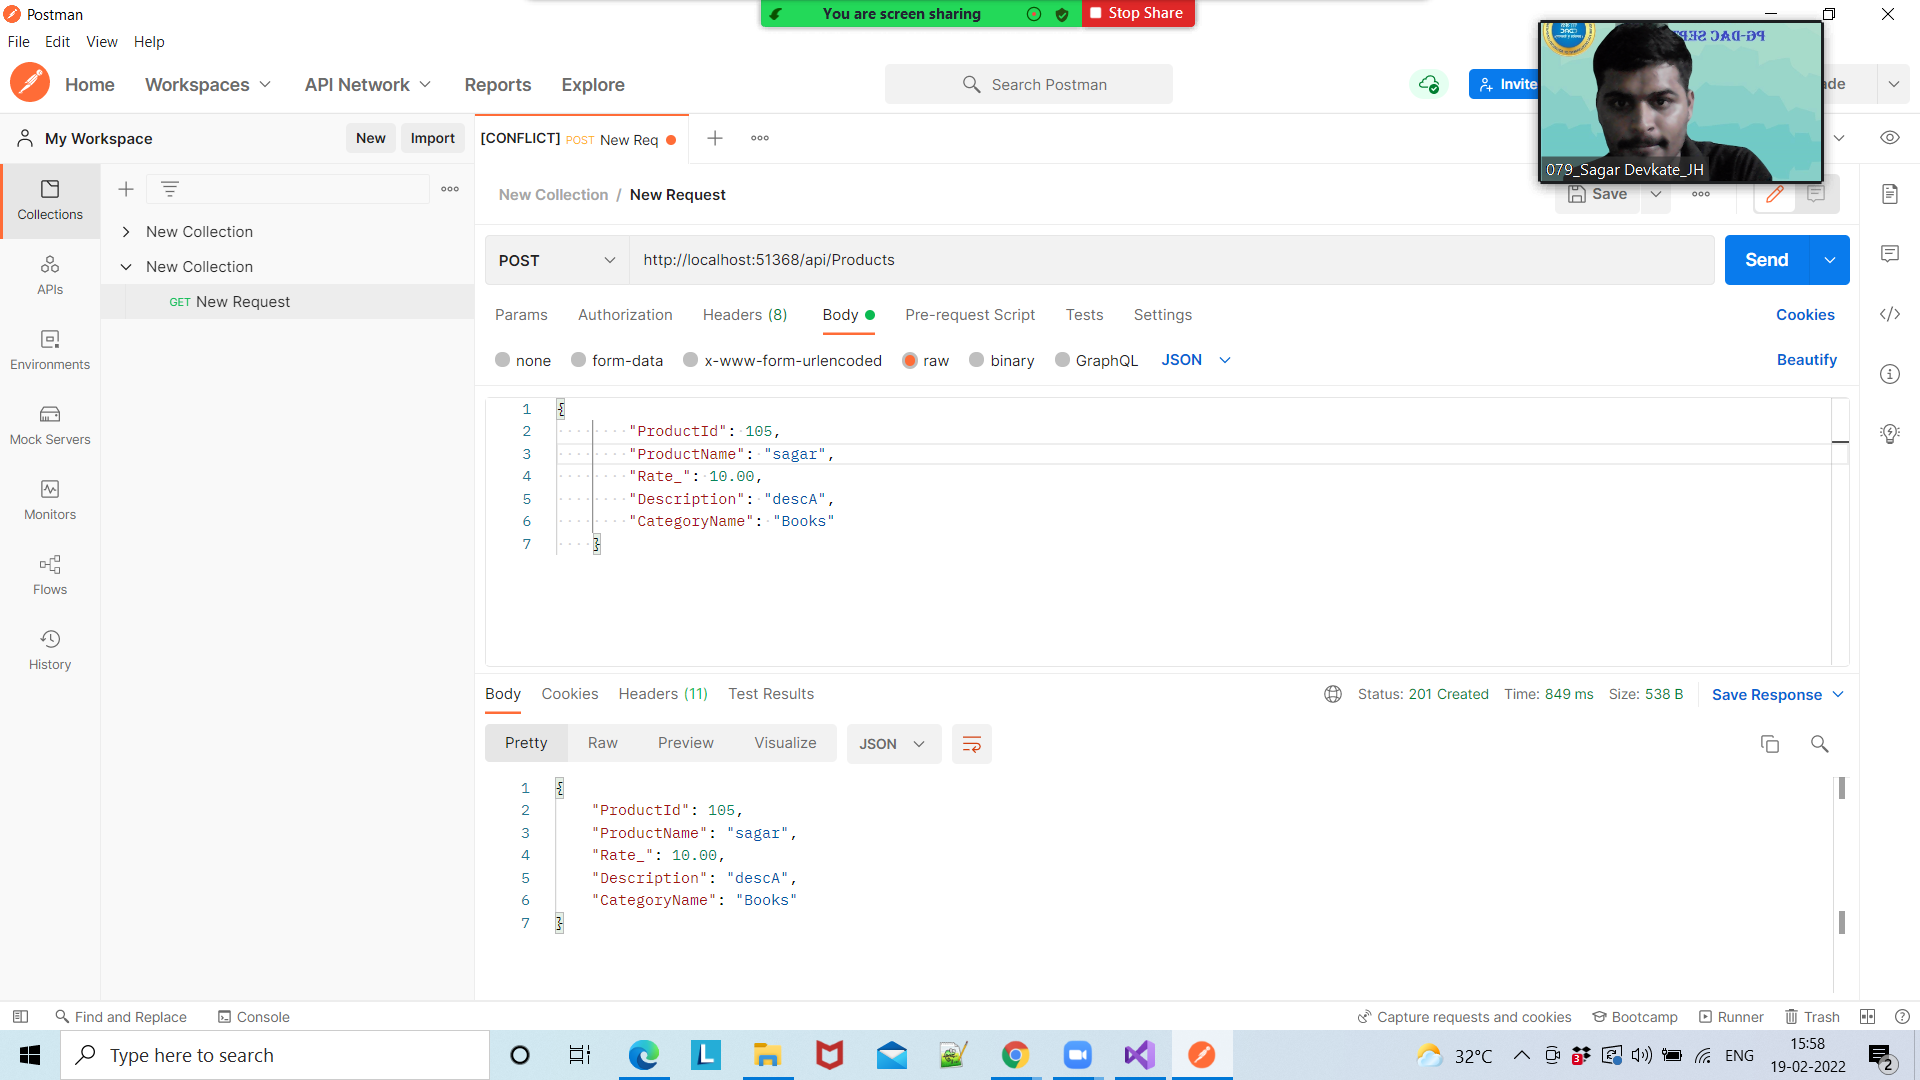 Postman
You are screen sharing
Stop Share
File Edit View Help
Home Workspaces API Network Reports Explore
Search Postman
Invite
ade
PG-DAC SEP
079_Sagar Devkate_JH
My Workspace
New Import
[CONFLICT] POST New Req
New Collection / New Request
Save
Collections
APIs
Environments
Mock Servers
Monitors
Flows
History
New Collection
New Collection
GET New Request
POST http://localhost:51368/api/Products Send
Params Authorization Headers (8) Body Pre-request Script Tests Settings Cookies
none form-data x-www-form-urlencoded raw binary GraphQL JSON Beautify
1 {
2 "ProductId": 105,
3 "ProductName": "sagar",
4 "Rate_": 10.00,
5 "Description": "descA",
6 "CategoryName": "Books"
7 }
Body Cookies Headers (11) Test Results Status: 201 Created Time: 849 ms Size: 538 B Save Response
Pretty Raw Preview Visualize JSON
1 {
2 "ProductId": 105,
3 "ProductName": "sagar",
4 "Rate_": 10.00,
5 "Description": "descA",
6 "CategoryName": "Books"
7 }
Find and Replace Console Capture requests and cookies Bootcamp Runner Trash
Type here to search
L
3
32°C
ENG
15:58
19-02-2022
2